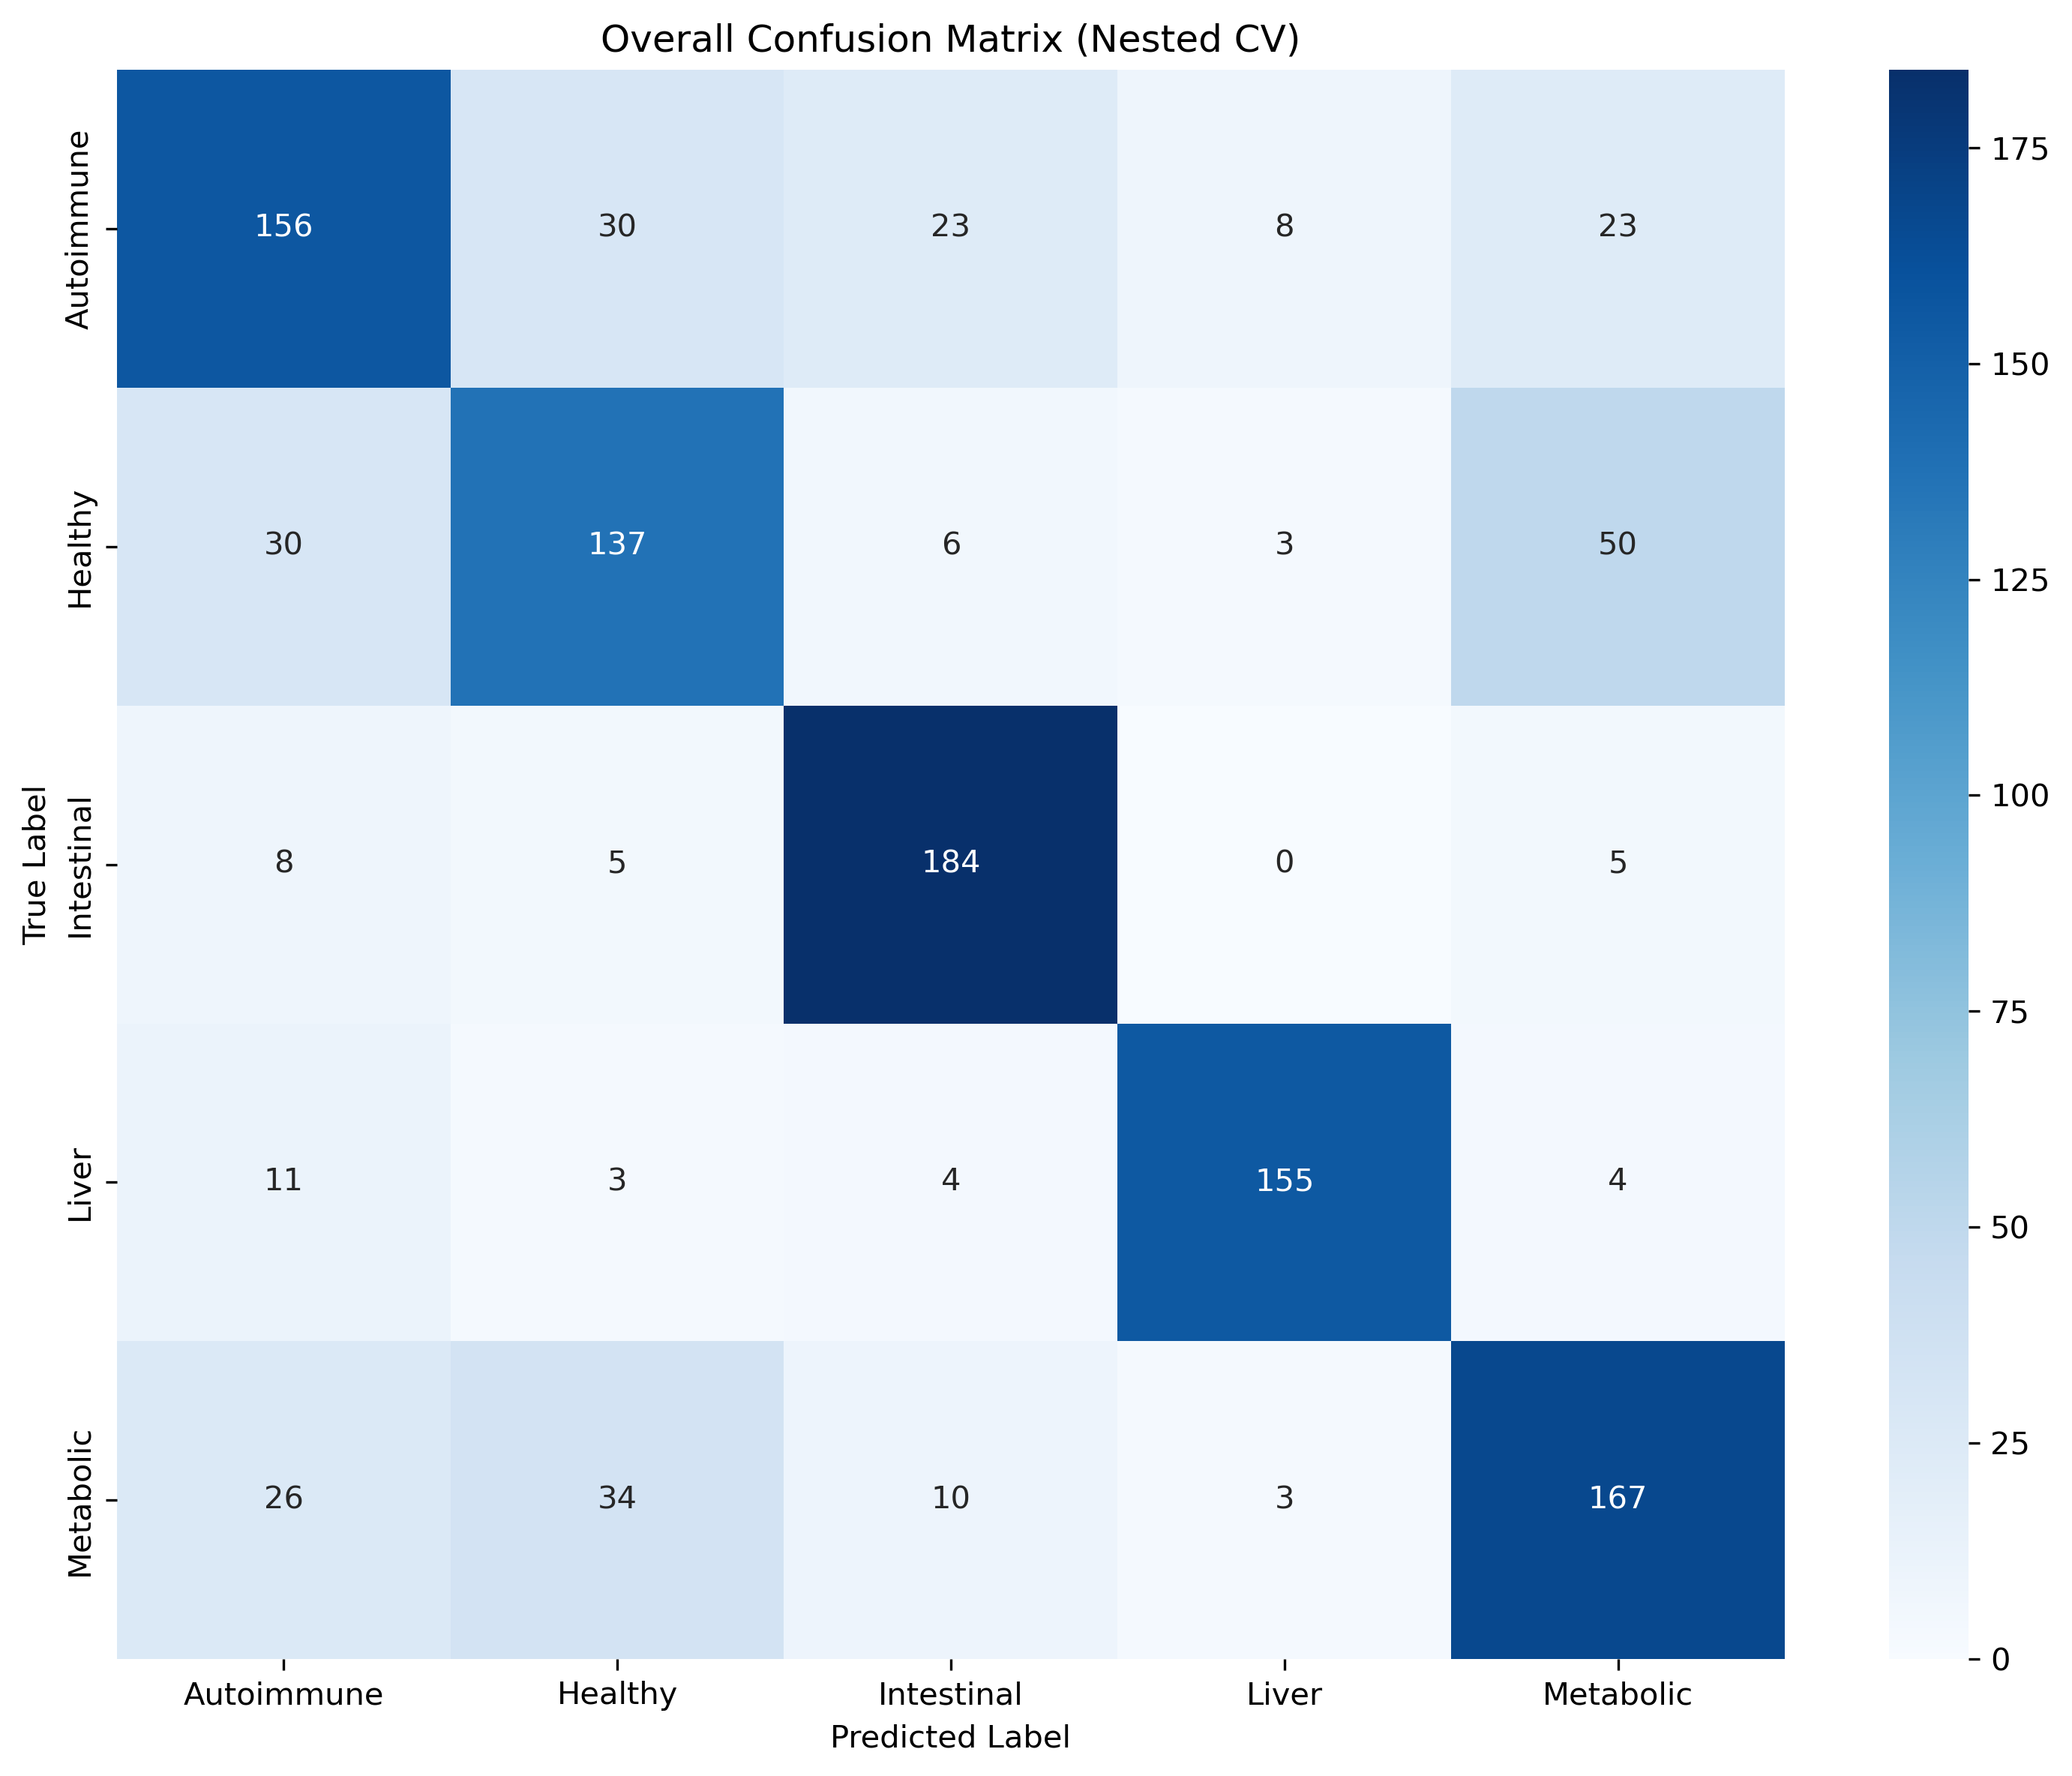 Overall Confusion Matrix (Nested CV)
True Label
Autoimmune
156 30 23 8 23
Healthy
30 137 6 3 50
Intestinal
8 5 184 0 5
Liver
11 3 4 155 4
Metabolic
26 34 10 3 167
Autoimmune Healthy Intestinal Liver Metabolic
Predicted Label
175
150
125
100
75
50
25
0